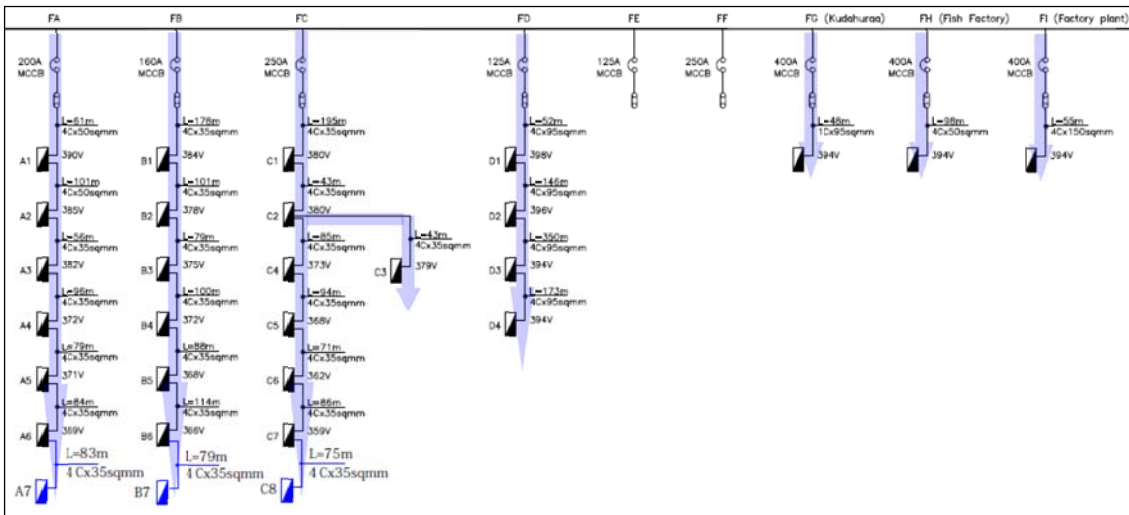 FA FB FC FD FE FF FG (Kudahuraa) FH (Fish Factory) FI (Factory plant)
200A 160A 250A 125A 125A 250A 400A 400A 400A
MCCB MCCB MCCB MCCB MCCB MCCB MCCB MCCB MCCB
L=61m L=178m L=195m L=52m L=48m L=98m L=55m
4Cx50sqmm 4Cx35sqmm 4Cx35sqmm 4Cx95sqmm 1Cx95sqmm 4Cx50sqmm 4Cx150sqmm
A1 390V B1 384V C1 380V D1 398V 394V 394V 394V
L=101m L=101m L=43m L=146m
4Cx50sqmm 4Cx35sqmm 4Cx35sqmm 4Cx95sqmm
A2 385V B2 378V C2 380V D2 396V
L=56m L=79m L=85m L=43m L=350m
4Cx35sqmm 4Cx35sqmm 4Cx35sqmm 4Cx35sqmm 4Cx95sqmm
A3 382V B3 375V C4 373V C3 379V D3 394V
L=96m L=100m L=94m L=173m
4Cx35sqmm 4Cx35sqmm 4Cx35sqmm 4Cx95sqmm
A4 372V B4 372V C5 368V D4 394V
L=79m L=88m L=71m
4Cx35sqmm 4Cx35sqmm 4Cx35sqmm
A5 371V B5 368V C6 362V
L=84m L=114m L=86m
4Cx35sqmm 4Cx35sqmm 4Cx35sqmm
A6 369V B6 366V C7 359V
L=83m L=79m L=75m
4 Cx35sqmm 4 Cx35sqmm 4 Cx35sqmm
A7 B7 C8